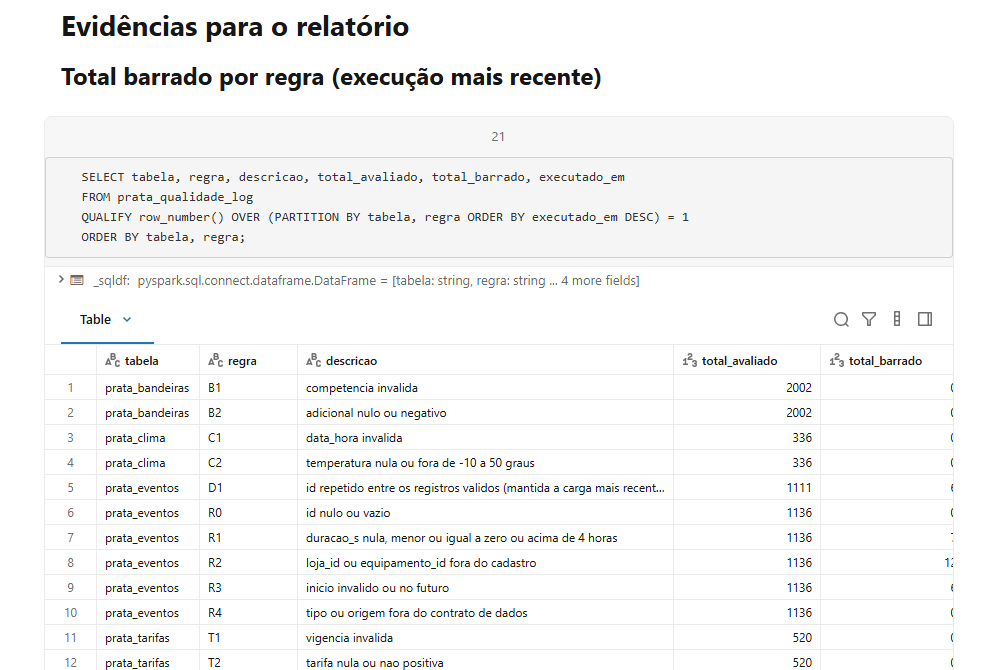 Evidências para o relatório
Total barrado por regra (execução mais recente)
21
SELECT tabela, regra, descricao, total_avaliado, total_barrado, executado_em
FROM prata_qualidade_log
QUALIFY row_number() OVER (PARTITION BY tabela, regra ORDER BY executado_em DESC) = 1
ORDER BY tabela, regra;
_sqldf: pyspark.sql.connect.dataframe.DataFrame = [tabela: string, regra: string ... 4 more fields]
Table
tabela regra descricao total_avaliado total_barrado
1 prata_bandeiras B1 competencia invalida 2002
2 prata_bandeiras B2 adicional nulo ou negativo 2002
3 prata_clima C1 data_hora invalida 336
4 prata_clima C2 temperatura nula ou fora de -10 a 50 graus 336
5 prata_eventos D1 id repetido entre os registros validos (mantida a carga mais recent... 1111
6 prata_eventos R0 id nulo ou vazio 1136
7 prata_eventos R1 duracao_s nula, menor ou igual a zero ou acima de 4 horas 1136
8 prata_eventos R2 loja_id ou equipamento_id fora do cadastro 1136
9 prata_eventos R3 inicio invalido ou no futuro 1136
10 prata_eventos R4 tipo ou origem fora do contrato de dados 1136
11 prata_tarifas T1 vigencia invalida 520
12 prata_tarifas T2 tarifa nula ou nao positiva 520